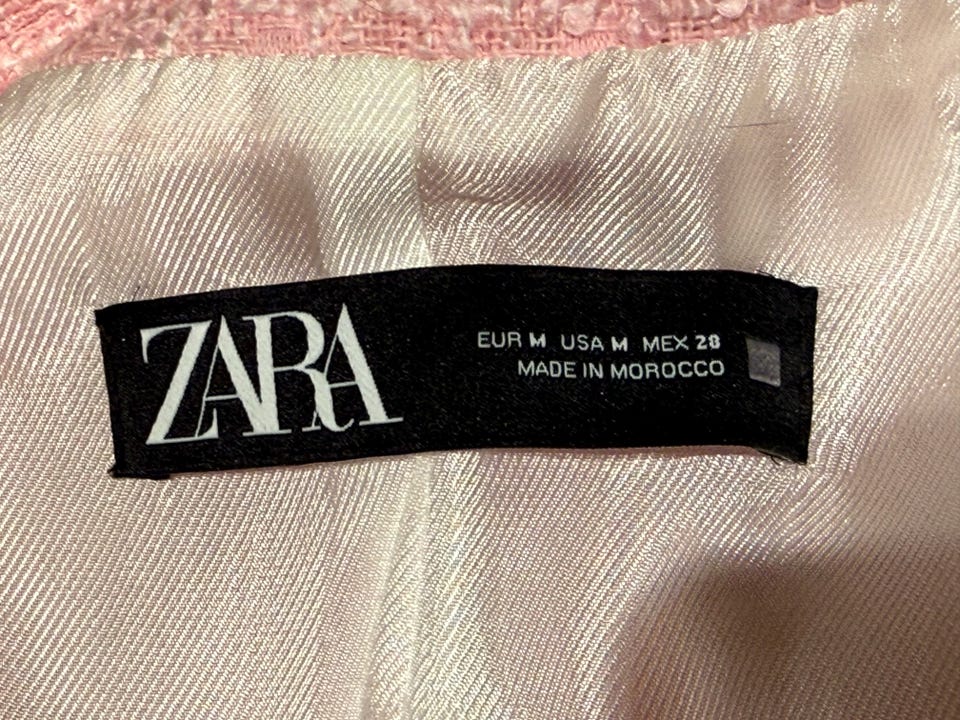 ZARA
EUR M USA M MEX 28
MADE IN MOROCCO